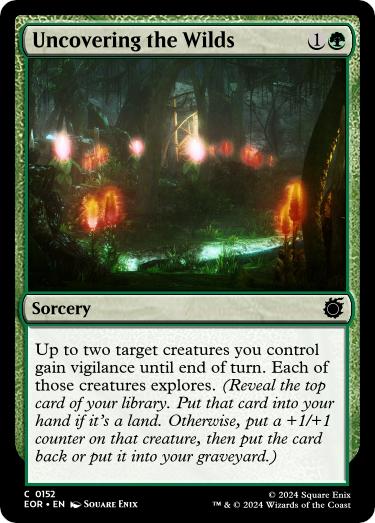 Uncovering the Wilds 1
Sorcery
Up to two target creatures you control
gain vigilance until end of turn. Each of
those creatures explores. (Reveal the top
card of your library. Put that card into your
hand if it's a land. Otherwise, put a +1/+1
counter on that creature, then put the card
back or put it into your graveyard.)
C 0152
EOR • EN SQUARE ENIX
© 2024 Square Enix
™ & © 2024 Wizards of the Coast